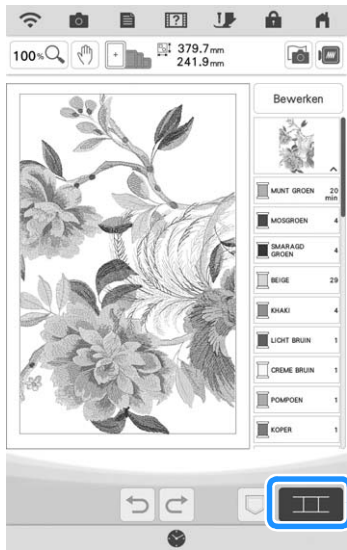 100%
379.7mm
241.9mm
Bewerken
MUNT GROEN 20
min
MOSGROEN 4
SMARAGD
GROEN 4
BEIGE 29
KHAKI 4
LICHT BRUIN 1
CREME BRUIN 1
POMPOEN 1
KOPER 1